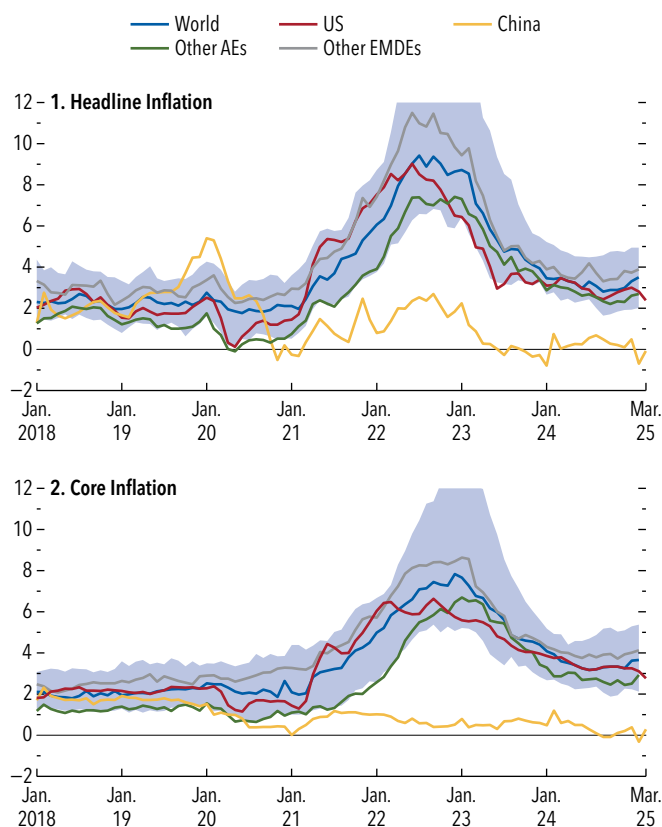 World US China
Other AEs Other EMDEs
1. Headline Inflation
12
10
8
6
4
2
0
−2
Jan. Jan. Jan. Jan. Jan. Jan. Jan. Jan. Mar.
2018 19 20 21 22 23 24 25
2. Core Inflation
12
10
8
6
4
2
0
−2
Jan. Jan. Jan. Jan. Jan. Jan. Jan. Mar.
2018 19 20 21 22 23 24 25